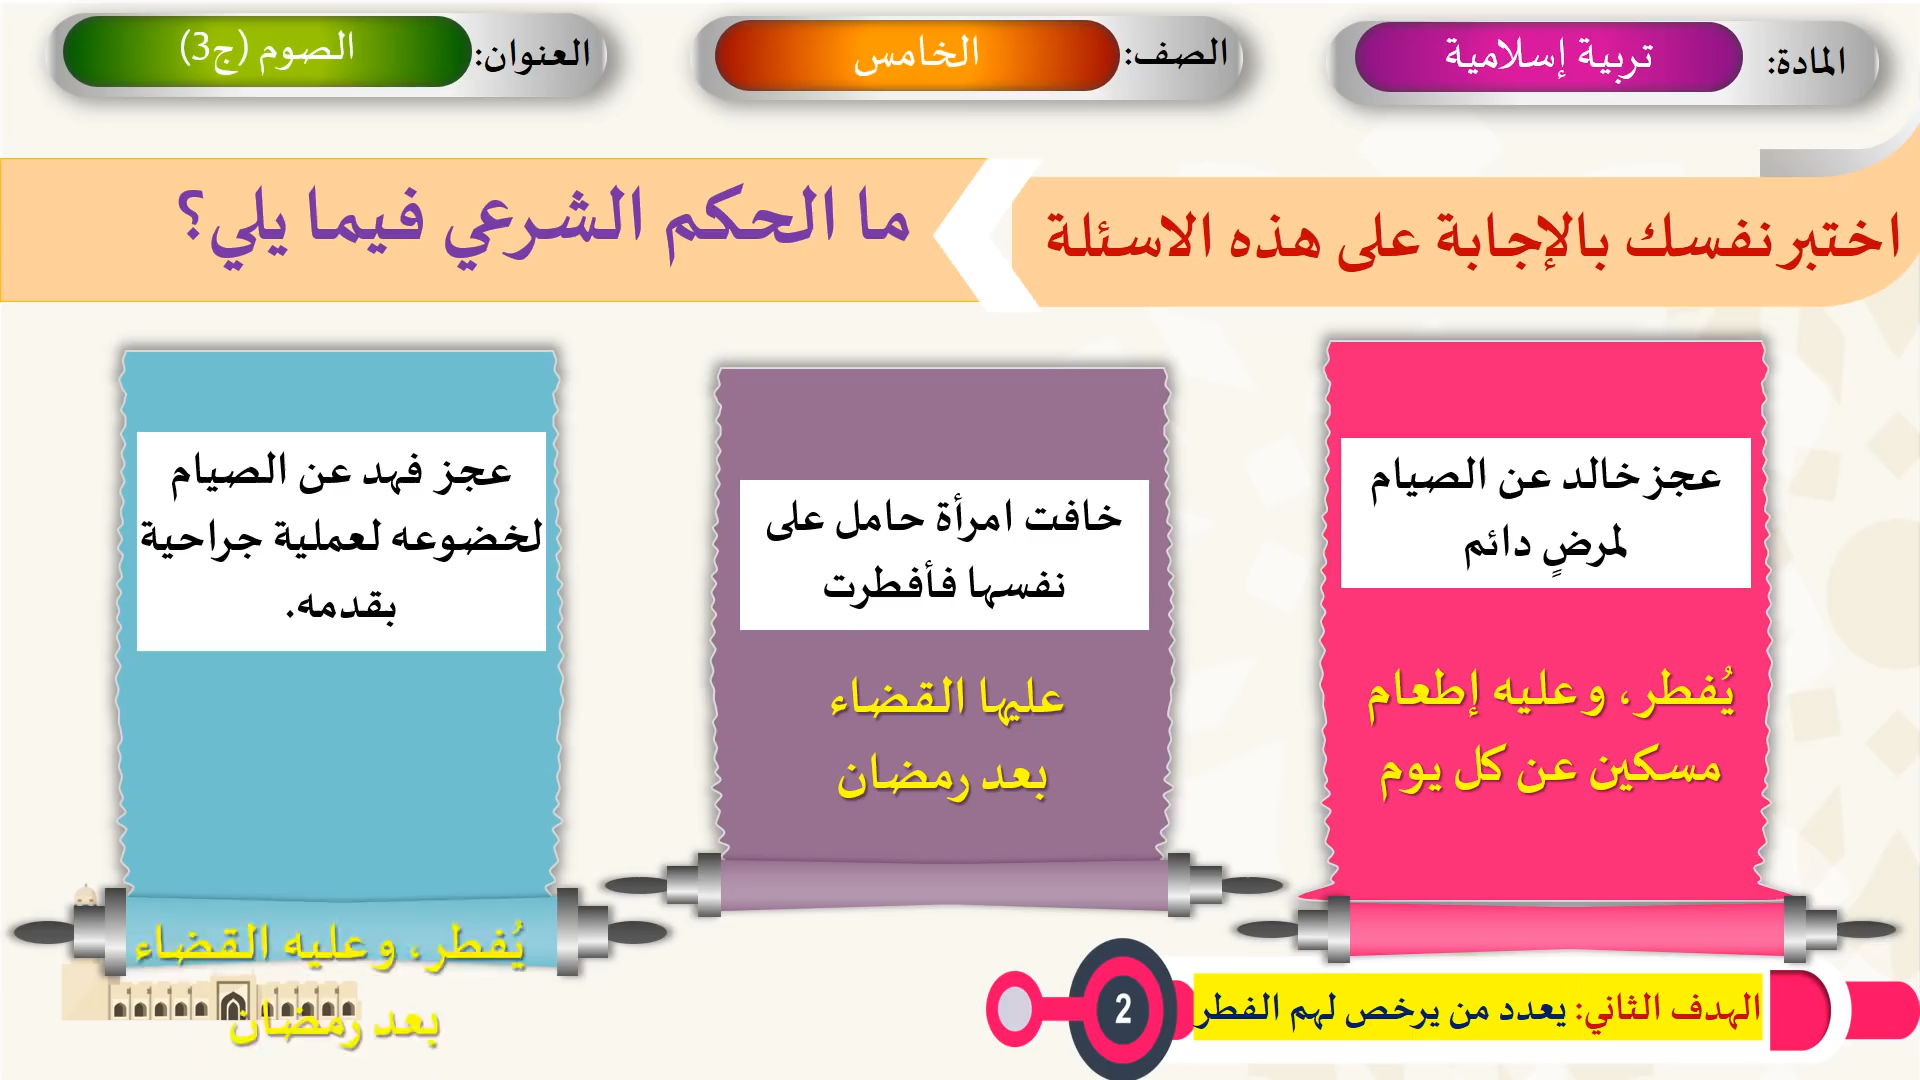 المادة: تربية إسلامية
الصف: الخامس
العنوان: الصوم (ج3)
اختبر نفسك بالإجابة على هذه الاسئلة
ما الحكم الشرعي فيما يلي؟
عجز خالد عن الصيام
لمرضٍ دائم
يُفطر، وعليه إطعام
مسكين عن كل يوم
خافت امرأة حامل على
نفسها فأفطرت
عليها القضاء
بعد رمضان
عجز فهد عن الصيام
لخضوعه لعملية جراحية
بقدمه.
يُفطر، وعليه القضاء
بعد رمضان
الهدف الثاني: يعدد من يرخص لهم الفطر
2